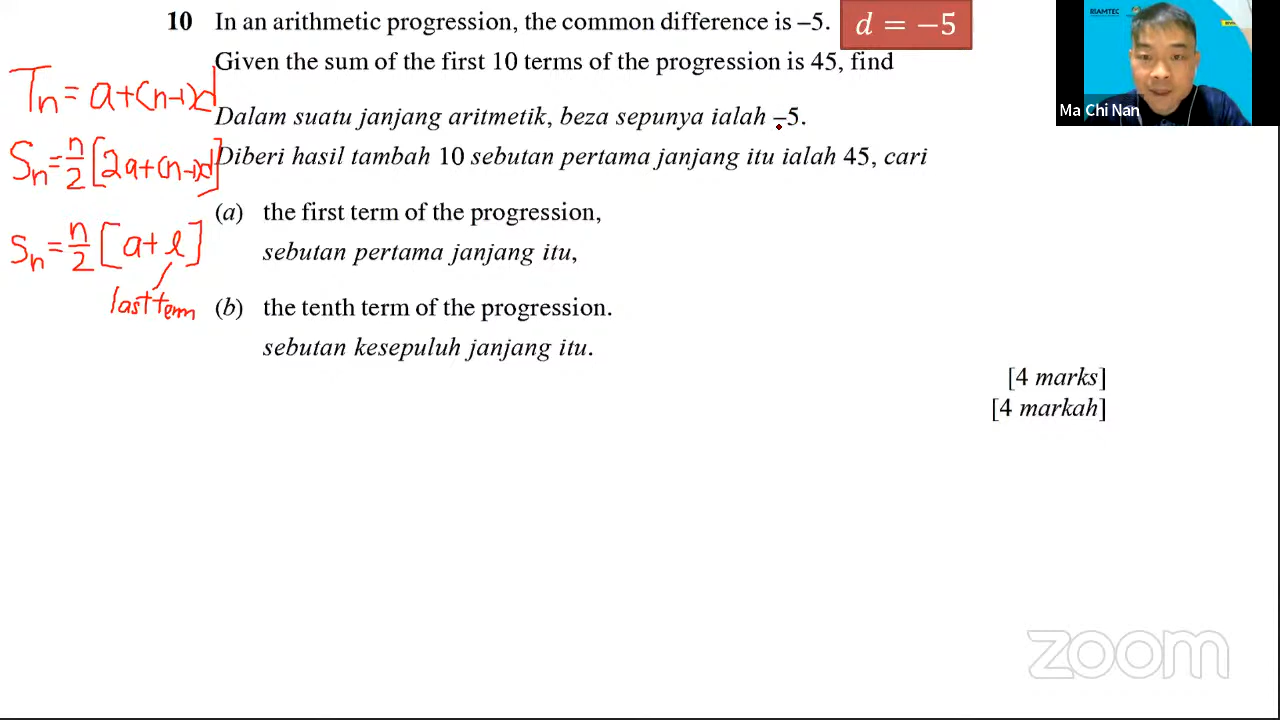 10 In an arithmetic progression, the common difference is –5.
d = −5
Given the sum of the first 10 terms of the progression is 45, find
Dalam suatu janjang aritmetik, beza sepunya ialah –5.
Diberi hasil tambah 10 sebutan pertama janjang itu ialah 45, cari
(a) the first term of the progression,
sebutan pertama janjang itu,
(b) the tenth term of the progression.
sebutan kesepuluh janjang itu.
[4 marks]
[4 markah]
Tn = a+(n-1)d
Sn = n/2 [2a+(n-1)d]
Sn = n/2 [a+l]
last term
Ma Chi Nan
zoom